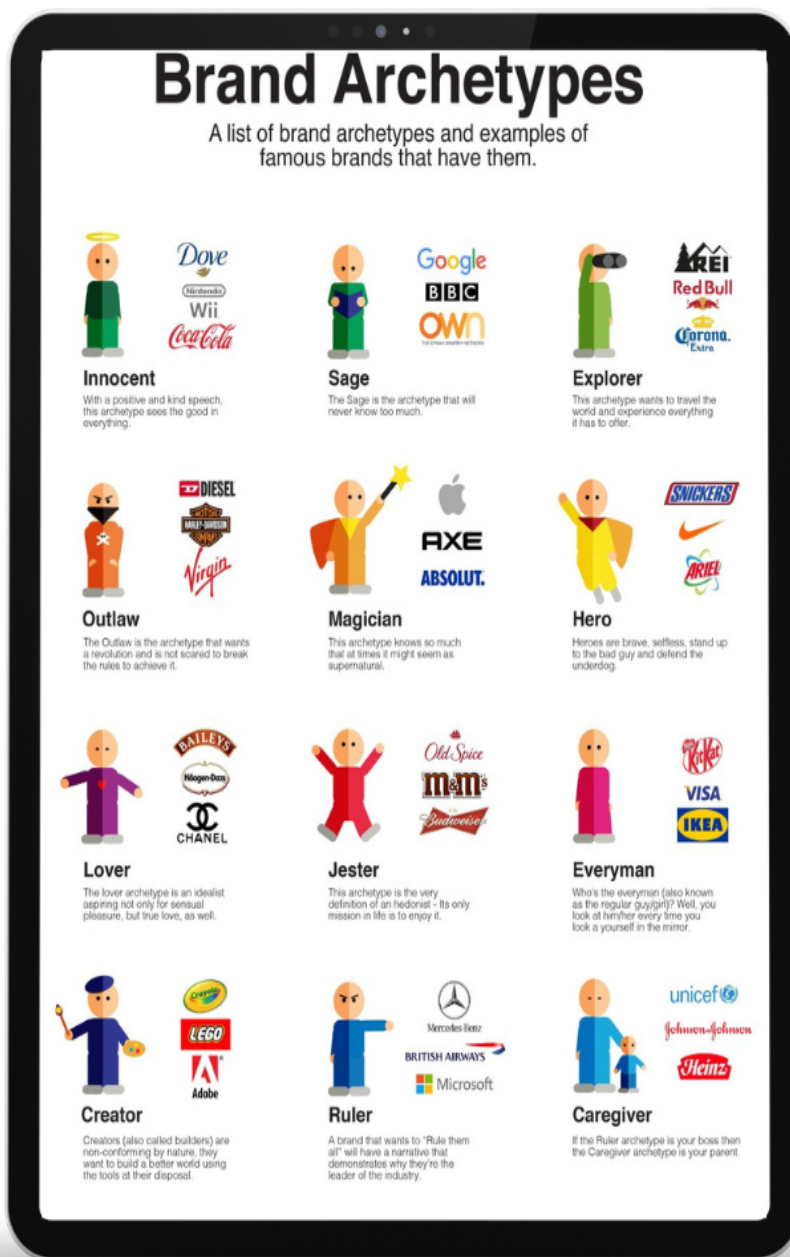 Brand Archetypes
A list of brand archetypes and examples of
famous brands that have them.
Dove
Nintendo
Wii
Coca-Cola
Innocent
With a positive and kind speech,
this archetype sees the good in
everything.
Google
BBC
OWN
THE OPRAH WINFREY NETWORK
Sage
The Sage is the archetype that will
never know too much.
REI
Red Bull
Corona.
Extra
Explorer
This archetype wants to travel the
world and experience everything
it has to offer.
DIESEL
HARLEY-DAVIDSON
COMPANY
Virgin
Outlaw
The Outlaw is the archetype that wants
a revolution and is not scared to break
the rules to achieve it.
AXE
ABSOLUT.
Magician
This archetype knows so much
that at times it might seem as
supernatural.
SNICKERS
ARIEL
Hero
Heroes are brave, selfless, stand up
to the bad guy and defend the
underdog.
BAILEYS
Häagen-Dazs
CHANEL
Lover
The lover archetype is an idealist
aspiring not only for sensual
pleasure, but true love, as well.
Old Spice
m&m's
Budweiser
Jester
This archetype is the very
definition of an hedonist - Its only
mission in life is to enjoy it.
KitKat
VISA
IKEA
Everyman
Who's the everyman (also known
as the regular guy/girl)? Well, you
look at him/her every time you
look a yourself in the mirror.
Crayola
LEGO
Adobe
Creator
Creators (also called builders) are
non-conforming by nature, they
want to build a better world using
the tools at their disposal.
Mercedes-Benz
BRITISH AIRWAYS
Microsoft
Ruler
A brand that wants to "Rule them
all" will have a narrative that
demonstrates why they're the
leader of the industry.
unicef
Johnson & Johnson
Heinz
Caregiver
If the Ruler archetype is your boss then
the Caregiver archetype is your parent.